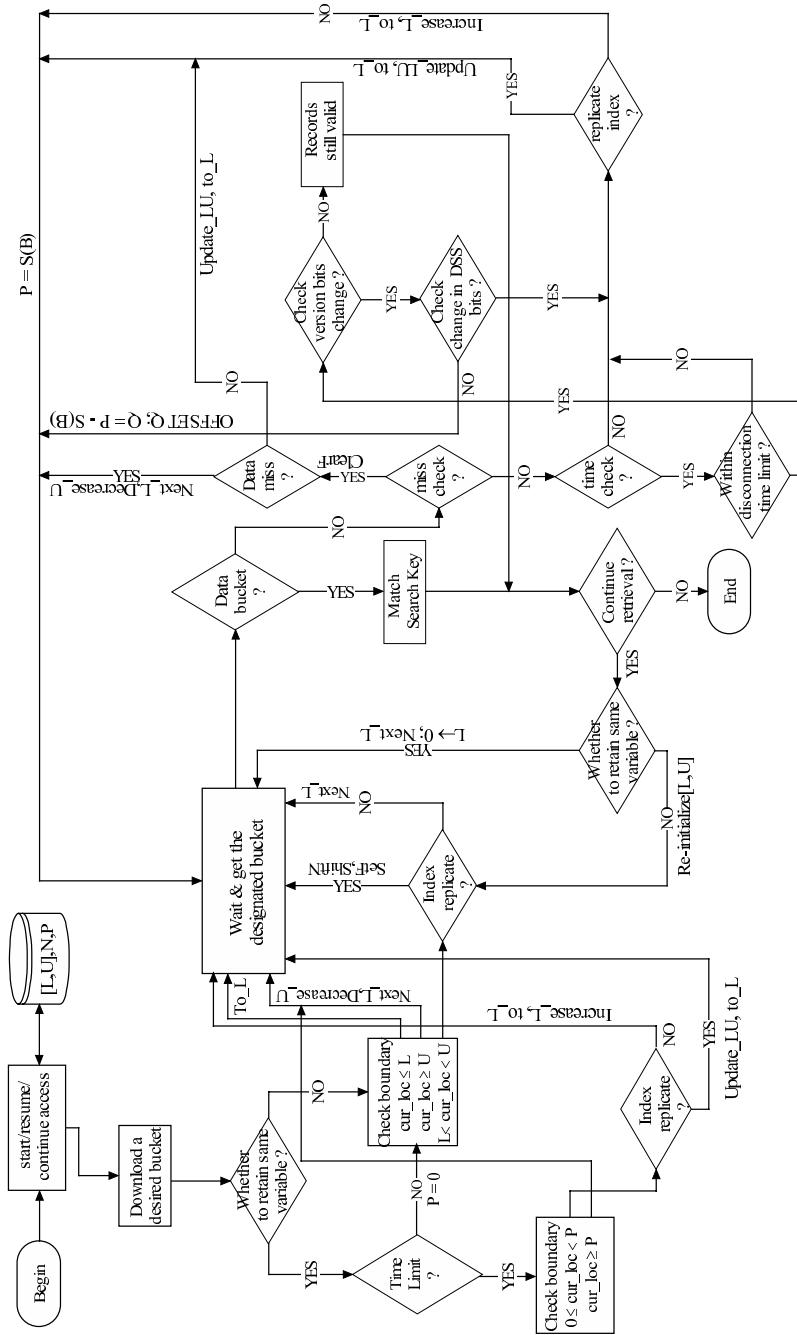 Begin
start/resume/
continue access
[L,U],N,P
Download a
desired bucket
Whether
to retain same
variable ?
YES
NO
Time
Limit
?
NO
P = 0
YES
Check boundary
0 ≤ cur_loc < P
cur_loc ≥ P
Check boundary
cur_loc ≤ L
cur_loc ≥ U
L< cur_loc < U
Index
replicate
?
NO
Increase_L, to_L
YES
Update_LU, to_L
To_L
Next_L,Decrease_U
Index
replicate
?
YES
SetF,ShiftN
NO
Next_L
Wait & get the
designated bucket
P = S(B)
Whether
to retain same
variable ?
YES
L→ 0; Next_L
NO
Re-initialize[L,U]
Continue
retrieval ?
YES
NO
End
Data
bucket
?
YES
Match
Search Key
NO
miss
check
?
YES
ClearF
NO
Data
miss
?
YES
Next_L,Decrease_U
NO
Update_LU, to_L
time
check
?
NO
YES
Within
disconnection
time limit ?
NO
YES
Check
version bits
change ?
NO
Records
still valid
YES
Check
change in DSS
bits ?
NO
OFFSET Q; Q = P - S(B)
YES
replicate
index
?
YES
Update_LU, to_L
NO
Increase_L, to_L